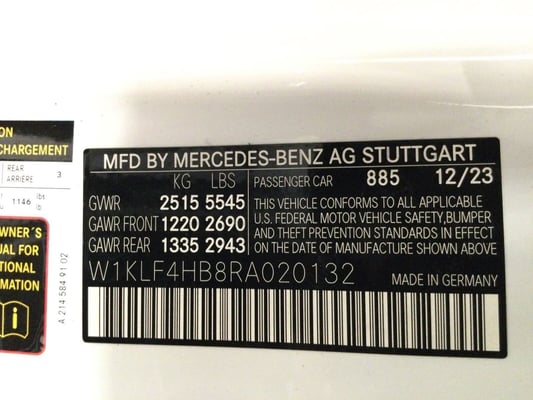 ON
CHARGEMENT
REAR
ARRIÈRE 3
1146 lbs
lb
OWNER´S
UAL FOR
TIONAL
MATION
A 214 584 91 02
MFD BY MERCEDES-BENZ AG STUTTGART
KG LBS
PASSENGER CAR 885 12/23
GVWR 2515 5545
GAWR FRONT 1220 2690
GAWR REAR 1335 2943
THIS VEHICLE CONFORMS TO ALL APPLICABLE
U.S. FEDERAL MOTOR VEHICLE SAFETY,BUMPER
AND THEFT PREVENTION STANDARDS IN EFFECT
ON THE DATE OF MANUFACTURE SHOWN ABOVE
W1KLF4HB8RA020132
MADE IN GERMANY